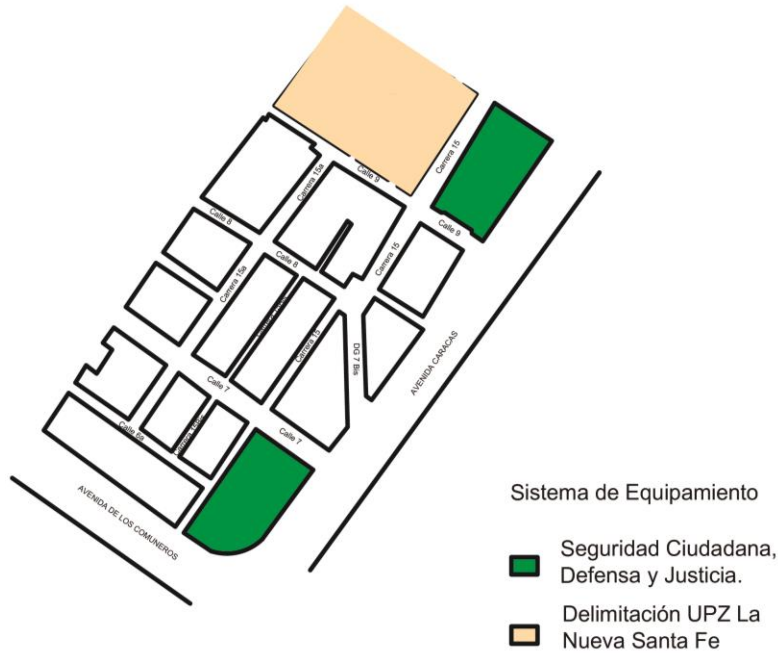 Carrera 15
Carrera 15a
Calle 9
Calle 9
Calle 8
Calle 8
Carrera 15
Carrera 15a
Carrera 15
DG 7 Bis
AVENIDA CARACAS
Calle 7
Calle 7
Calle 6a
AVENIDA DE LOS COMUNEROS
Sistema de Equipamiento
Seguridad Ciudadana,
Defensa y Justicia.
Delimitación UPZ La
Nueva Santa Fe